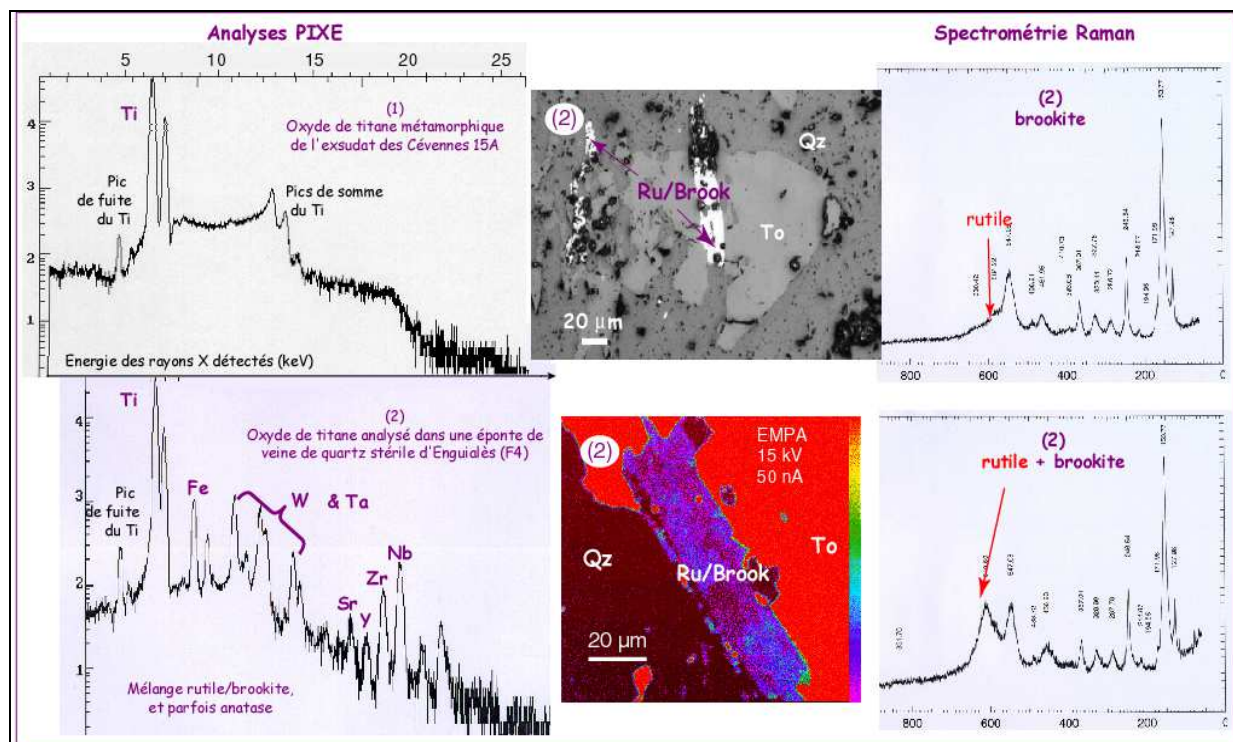 Analyses PIXE
Spectrométrie Raman
5 10 15 20 25
Ti
(1)
Oxyde de titane métamorphique
de l'exsudat des Cévennes 15A
4
3
2
1
Pic
de fuite
du Ti
Pics de somme
du Ti
Energie des rayons X détectés (keV)
(2)
Qz
Ru/Brook
To
20 µm
(2)
brookite
rutile
800 600 400 200 0
Ti
(2)
Oxyde de titane analysé dans une éponte de
veine de quartz stérile d'Enguialès (F4)
4
3
2
1
Pic
de fuite
du Ti
Fe
W & Ta
Sr
Y
Zr
Nb
Mélange rutile/brookite,
et parfois anatase
(2)
EMPA
15 kV
50 nA
Qz
To
Ru/Brook
20 µm
(2)
rutile + brookite
800 600 400 200 0